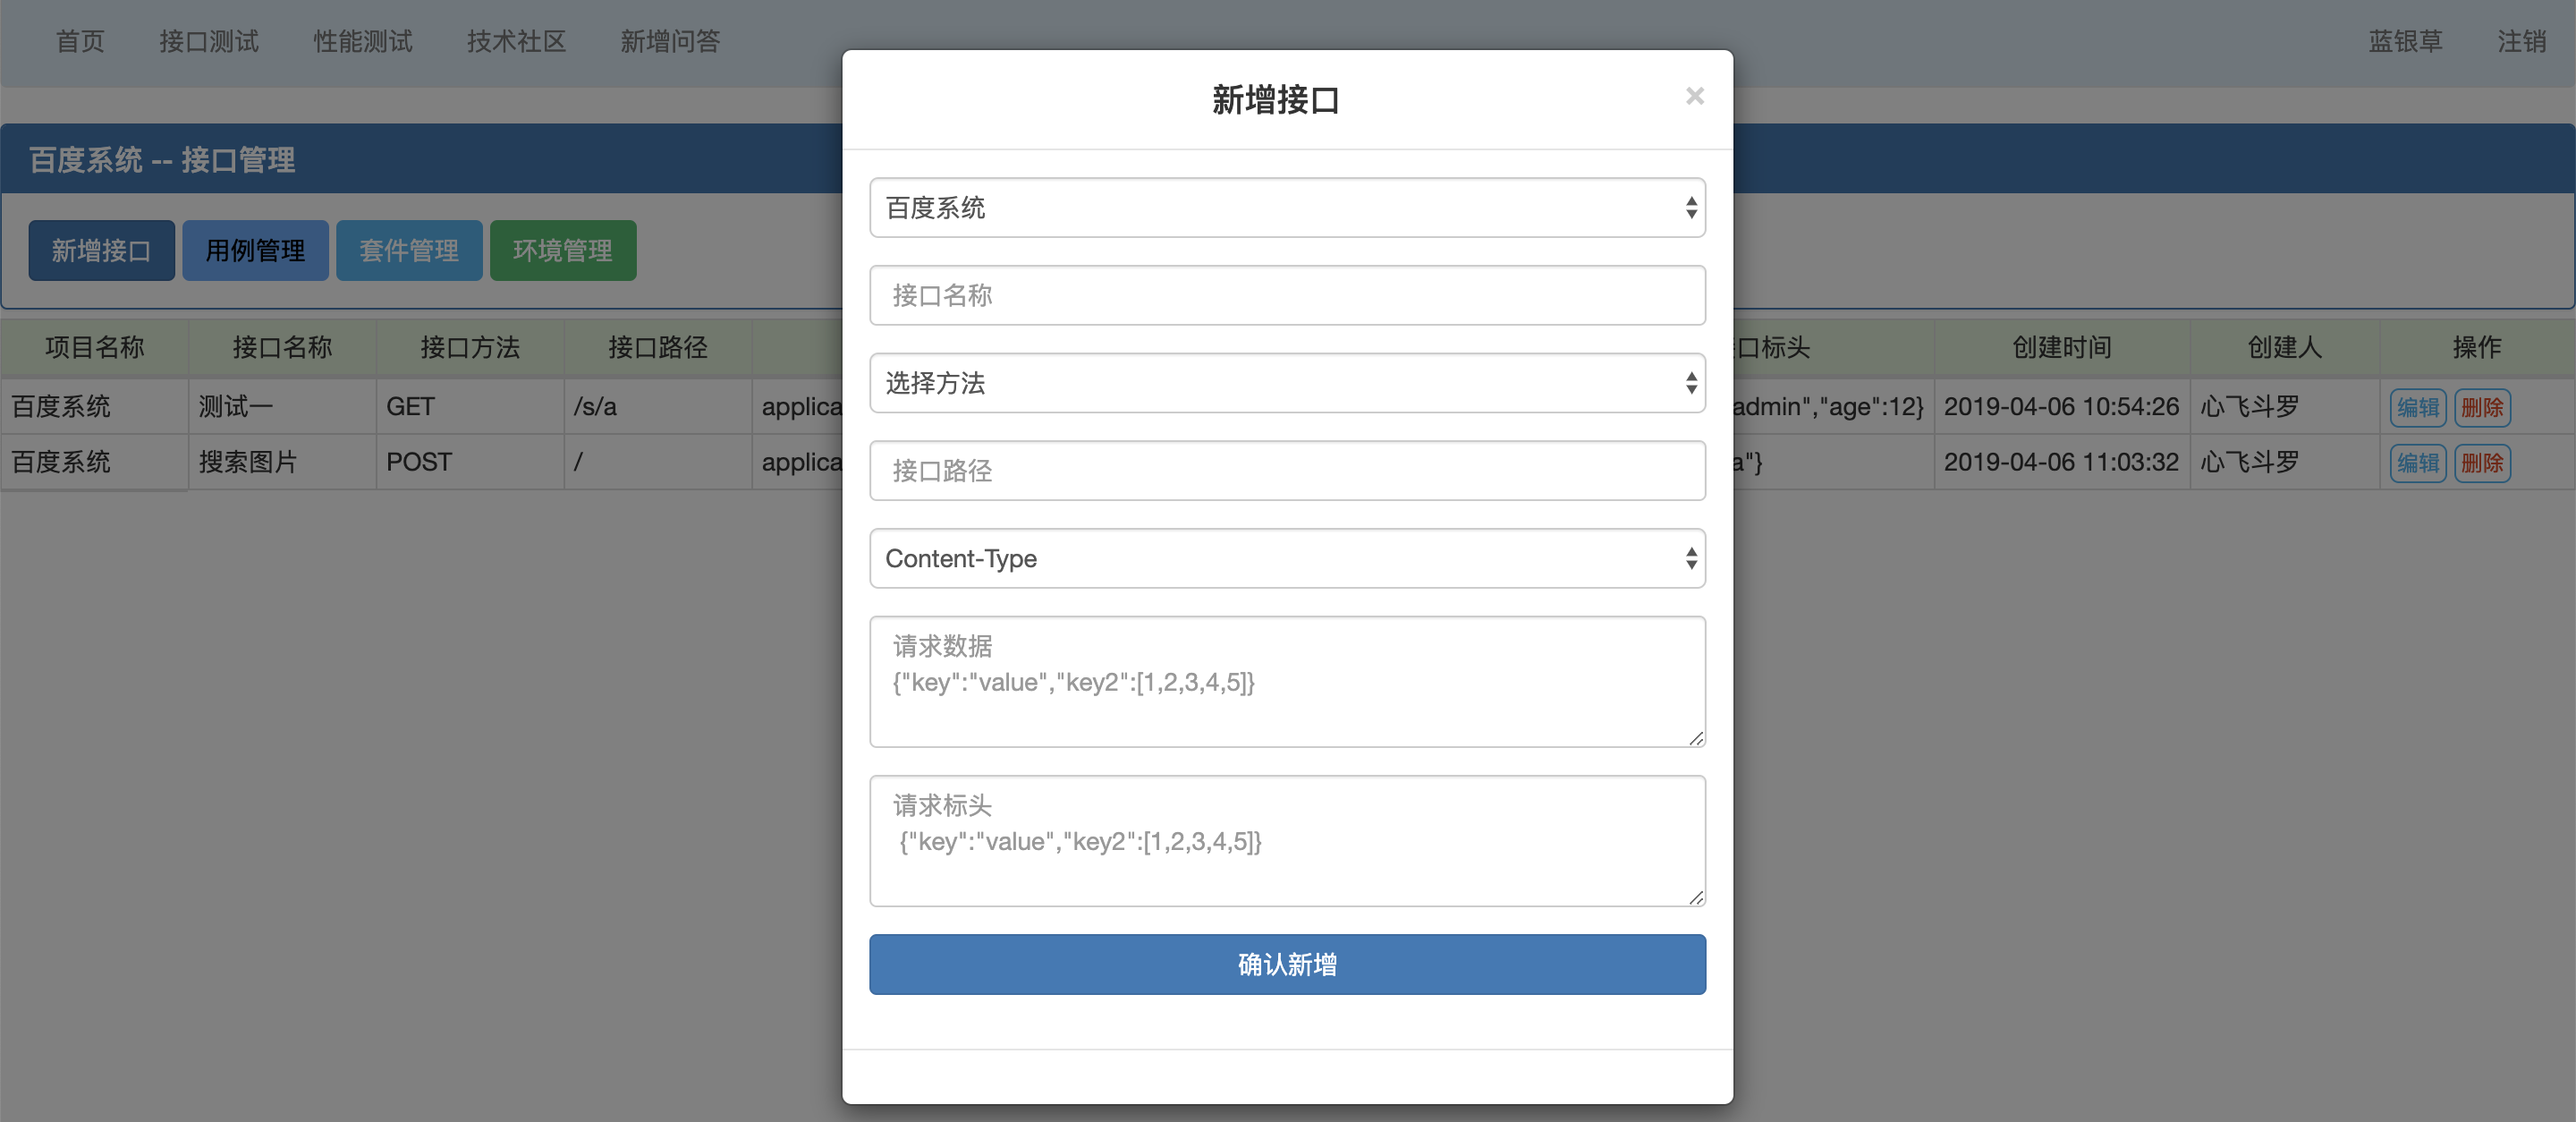 首页 接口测试 性能测试 技术社区 新增问答 蓝银草 注销
新增接口 ×
百度系统 -- 接口管理
新增接口 用例管理 套件管理 环境管理
项目名称 接口名称 接口方法 接口路径 口标头 创建时间 创建人 操作
百度系统 测试一 GET /s/a applica admin","age":12} 2019-04-06 10:54:26 心飞斗罗 编辑 删除
百度系统 搜索图片 POST / applica a"} 2019-04-06 11:03:32 心飞斗罗 编辑 删除
百度系统
接口名称
选择方法
接口路径
Content-Type
请求数据
{"key":"value","key2":[1,2,3,4,5]}
请求标头
{"key":"value","key2":[1,2,3,4,5]}
确认新增